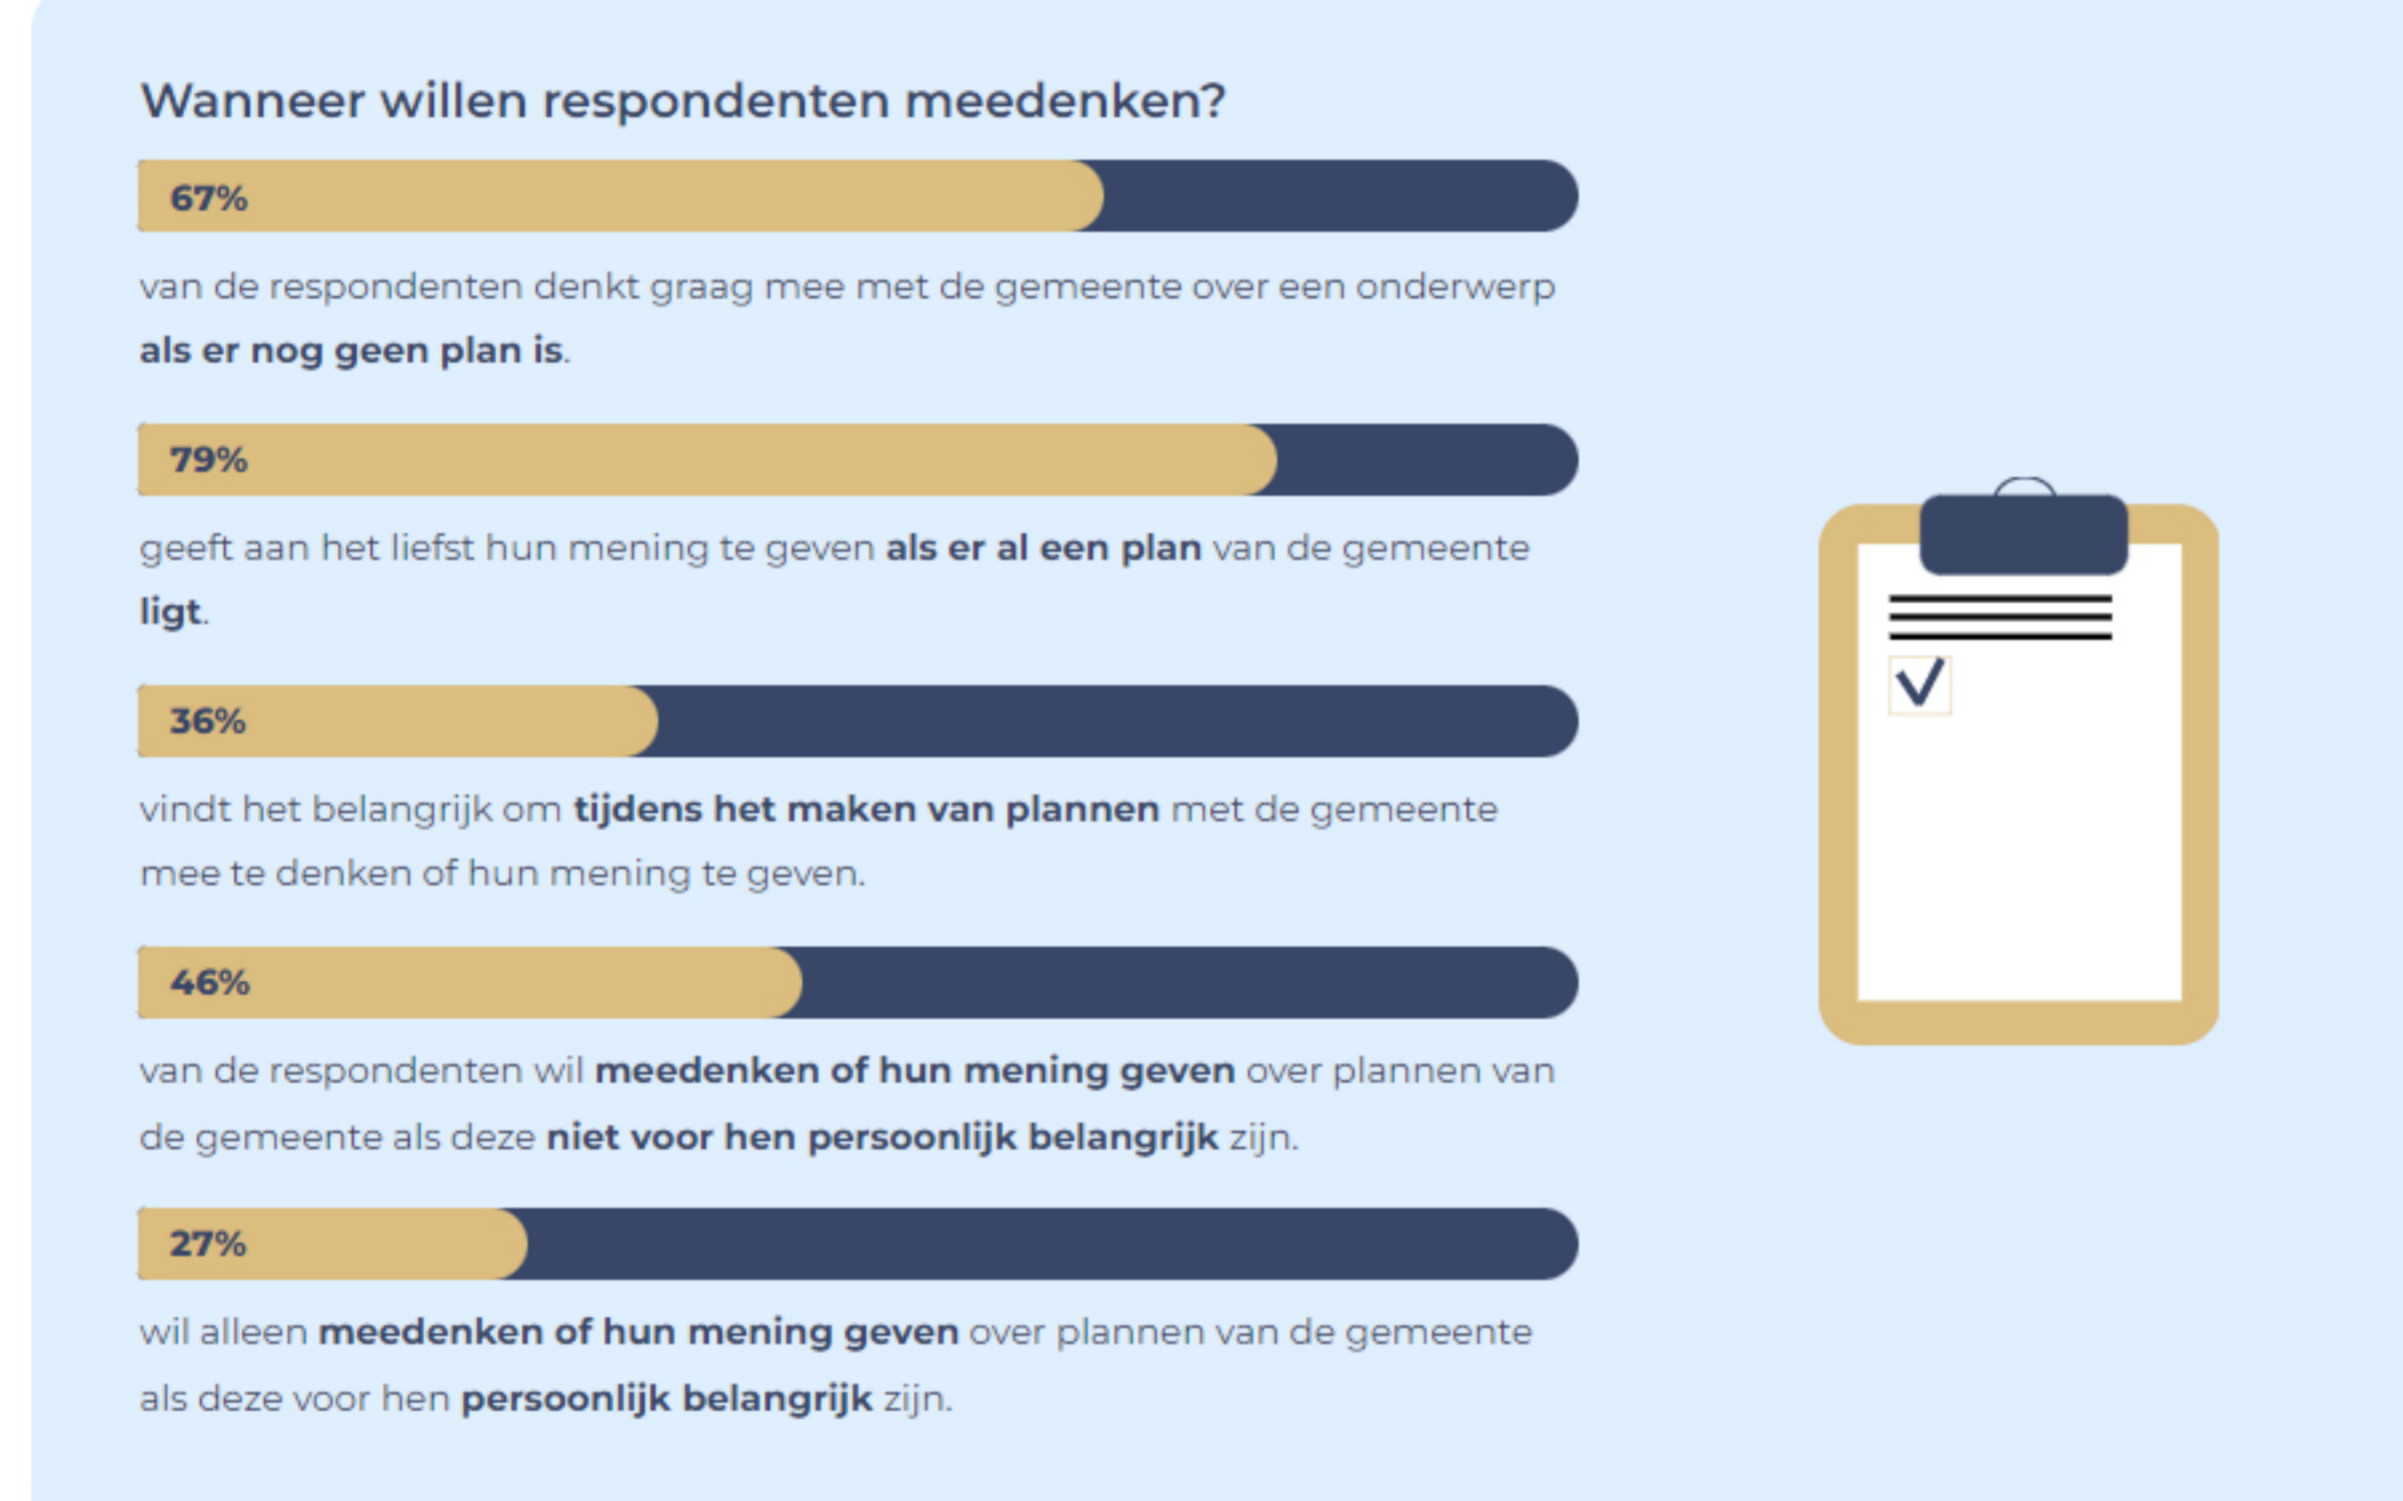 Wanneer willen respondenten meedenken?
67%
van de respondenten denkt graag mee met de gemeente over een onderwerp
als er nog geen plan is.
79%
geeft aan het liefst hun mening te geven als er al een plan van de gemeente
ligt.
36%
vindt het belangrijk om tijdens het maken van plannen met de gemeente
mee te denken of hun mening te geven.
46%
van de respondenten wil meedenken of hun mening geven over plannen van
de gemeente als deze niet voor hen persoonlijk belangrijk zijn.
27%
wil alleen meedenken of hun mening geven over plannen van de gemeente
als deze voor hen persoonlijk belangrijk zijn.